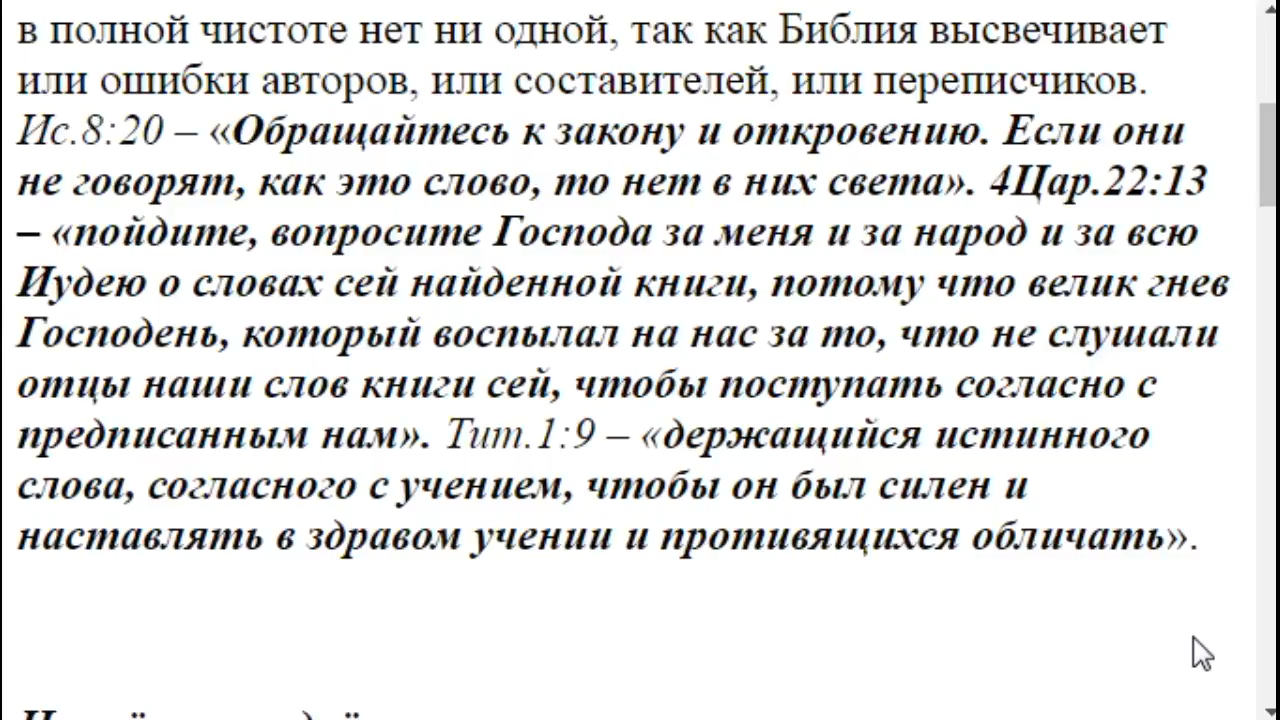 в полной чистоте нет ни одной, так как Библия высвечивает
или ошибки авторов, или составителей, или переписчиков.
Ис.8:20 – «Обращайтесь к закону и откровению. Если они
не говорят, как это слово, то нет в них света». 4Цар.22:13
– «пойдите, вопросите Господа за меня и за народ и за всю
Иудею о словах сей найденной книги, потому что велик гнев
Господень, который воспылал на нас за то, что не слушали
отцы наши слов книги сей, чтобы поступать согласно с
предписанным нам». Тит.1:9 – «держащийся истинного
слова, согласного с учением, чтобы он был силен и
наставлять в здравом учении и противящихся обличать».